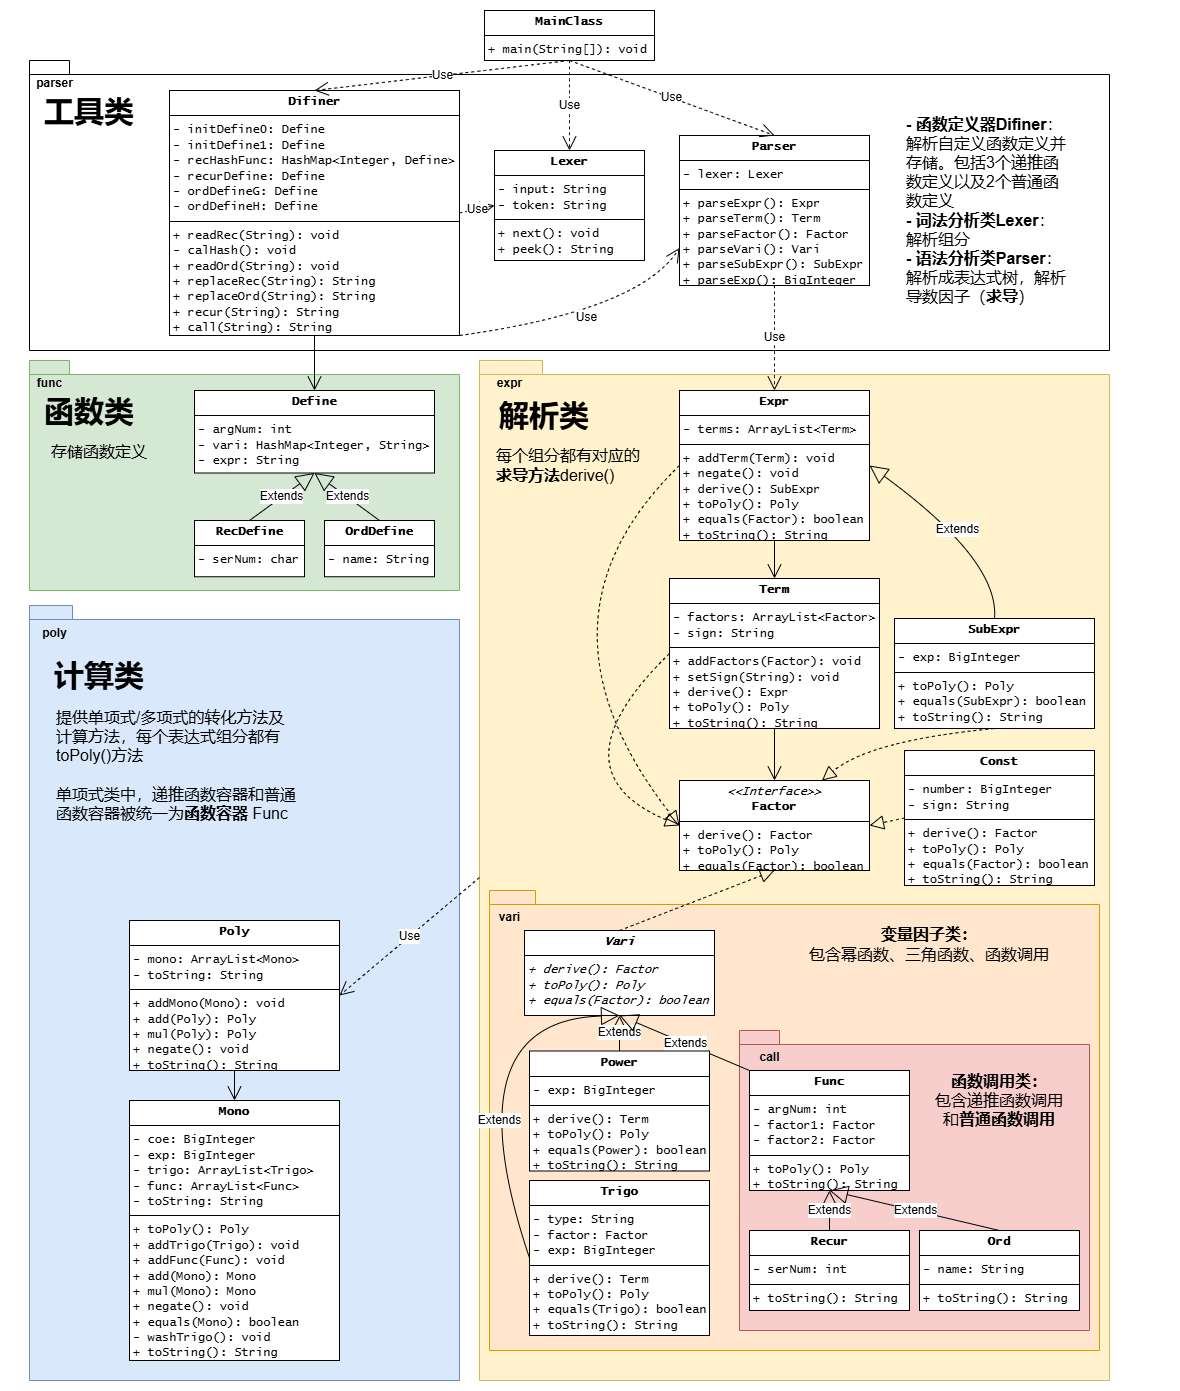 MainClass
+ main(String[]): void
Use
Use
Use
parser
工具类
Difiner
- initDefine0: Define
- initDefine1: Define
- recHashFunc: HashMap<Integer, Define>
- recurDefine: Define
- ordDefineG: Define
- ordDefineH: Define
+ readRec(String): void
- calHash(): void
+ readOrd(String): void
+ replaceRec(String): String
+ replaceOrd(String): String
+ recur(String): String
+ call(String): String
Use
Lexer
- input: String
- token: String
+ next(): void
+ peek(): String
Use
Parser
- lexer: Lexer
+ parseExpr(): Expr
+ parseTerm(): Term
+ parseFactor(): Factor
+ parseVari(): Vari
+ parseSubExpr(): SubExpr
+ parseExp(): BigInteger
Use
- 函数定义器Difiner：
解析自定义函数定义并
存储。包括3个递推函
数定义以及2个普通函
数定义
- 词法分析类Lexer：
解析组分
- 语法分析类Parser：
解析成表达式树，解析
导数因子（求导）
func
函数类
存储函数定义
Define
- argNum: int
- vari: HashMap<Integer, String>
- expr: String
Extends
Extends
RecDefine
- serNum: char
OrdDefine
- name: String
expr
解析类
每个组分都有对应的
求导方法derive()
Expr
- terms: ArrayList<Term>
+ addTerm(Term): void
+ negate(): void
+ derive(): SubExpr
+ toPoly(): Poly
+ equals(Factor): boolean
+ toString(): String
Extends
Term
- factors: ArrayList<Factor>
- sign: String
+ addFactors(Factor): void
+ setSign(String): void
+ derive(): Expr
+ toPoly(): Poly
+ toString(): String
SubExpr
- exp: BigInteger
+ toPoly(): Poly
+ equals(SubExpr): boolean
+ toString(): String
<<Interface>>
Factor
+ derive(): Factor
+ toPoly(): Poly
+ equals(Factor): boolean
Const
- number: BigInteger
- sign: String
+ derive(): Factor
+ toPoly(): Poly
+ equals(Factor): boolean
+ toString(): String
poly
计算类
提供单项式/多项式的转化方法及
计算方法，每个表达式组分都有
toPoly()方法
单项式类中，递推函数容器和普通
函数容器被统一为函数容器 Func
Use
Poly
- mono: ArrayList<Mono>
- toString: String
+ addMono(Mono): void
+ add(Poly): Poly
+ mul(Poly): Poly
+ negate(): void
+ toString(): String
Mono
- coe: BigInteger
- exp: BigInteger
- trigo: ArrayList<Trigo>
- func: ArrayList<Func>
- toString: String
+ toPoly(): Poly
+ addTrigo(Trigo): void
+ addFunc(Func): void
+ add(Mono): Mono
+ mul(Mono): Mono
+ negate(): void
+ equals(Mono): boolean
- washTrigo(): void
+ toString(): String
vari
变量因子类：
包含幂函数、三角函数、函数调用
Vari
+ derive(): Factor
+ toPoly(): Poly
+ equals(Factor): boolean
Extends
Extends
Extends
Power
- exp: BigInteger
+ derive(): Term
+ toPoly(): Poly
+ equals(Power): boolean
+ toString(): String
Trigo
- type: String
- factor: Factor
- exp: BigInteger
+ derive(): Term
+ toPoly(): Poly
+ equals(Trigo): boolean
+ toString(): String
call
函数调用类：
包含递推函数调用
和普通函数调用
Func
- argNum: int
- factor1: Factor
- factor2: Factor
+ toPoly(): Poly
+ toString(): String
Extends
Extends
Recur
- serNum: int
+ toString(): String
Ord
- name: String
+ toString(): String